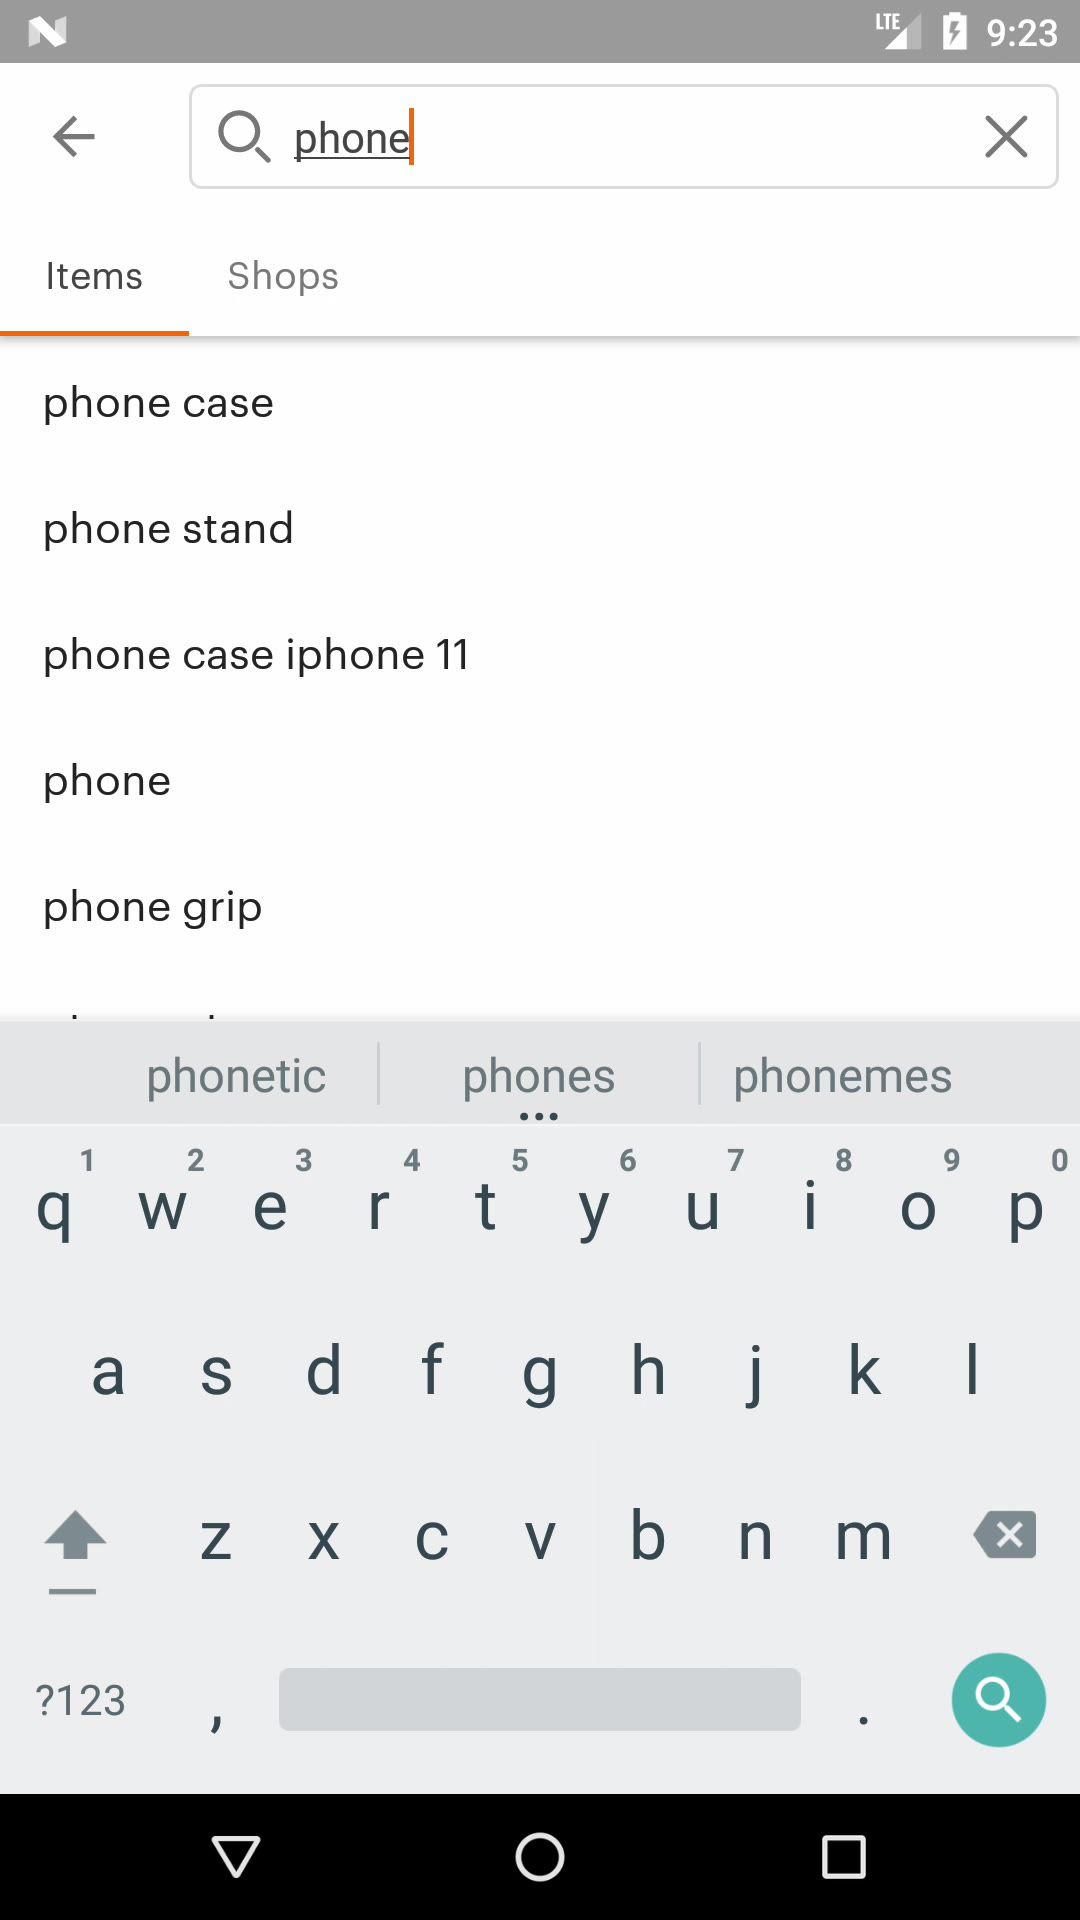 LTE 9:23
phone
Items Shops
phone case
phone stand
phone case iphone 11
phone
phone grip
phonetic phones phonemes
1 2 3 4 5 6 7 8 9 0
q w e r t y u i o p
a s d f g h j k l
z x c v b n m
?123 , .